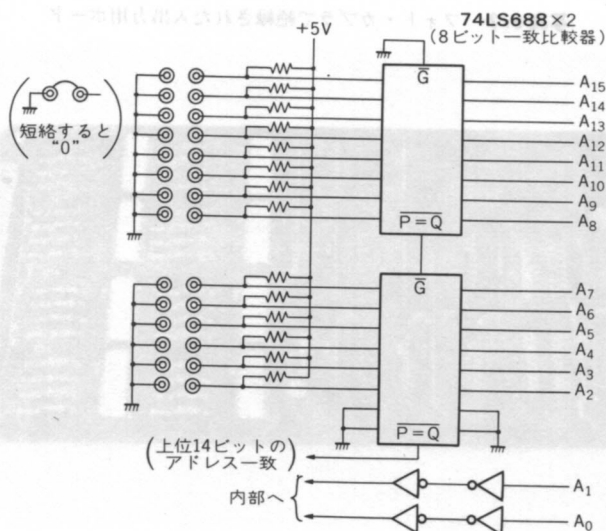 74LS688×2
(8ビット一致比較器)
+5V
短絡すると
"0"
G
P=Q
A15
A14
A13
A12
A11
A10
A9
A8
G
P=Q
A7
A6
A5
A4
A3
A2
(上位14ビットの
アドレス一致)
内部へ
A1
A0